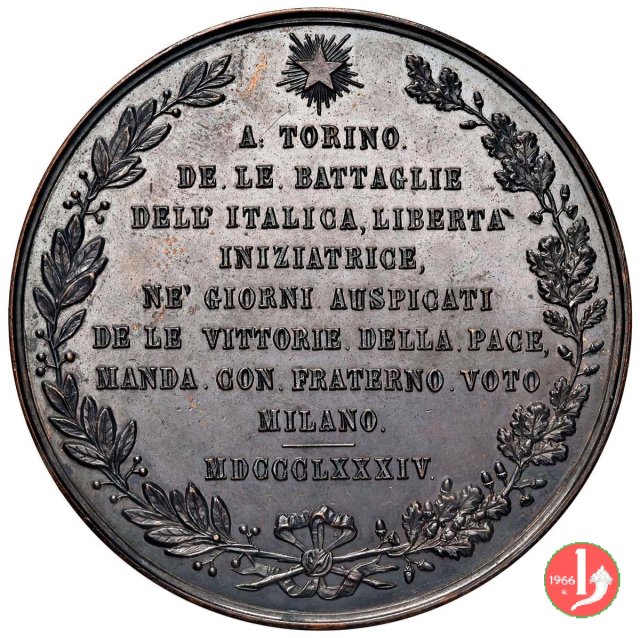 A: TORINO.
DE. LE. BATTAGLIE
DELL' ITALICA, LIBERTA`
INIZIATRICE,
NE' GIORNI AUSPICATI
DE LE VITTORIE. DELLA. PACE,
MANDA. CON. FRATERNO. VOTO
MILANO.
MDCCCLXXXIV.
1966